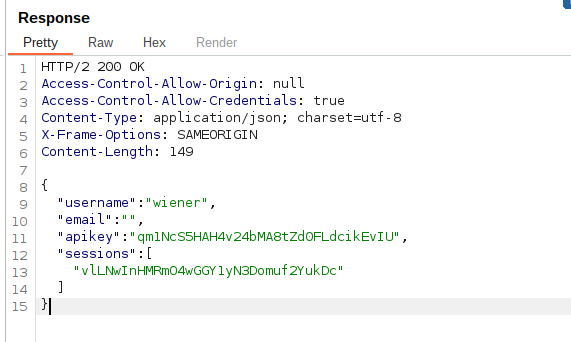 Response
Pretty Raw Hex Render
1 HTTP/2 200 OK
2 Access-Control-Allow-Origin: null
3 Access-Control-Allow-Credentials: true
4 Content-Type: application/json; charset=utf-8
5 X-Frame-Options: SAMEORIGIN
6 Content-Length: 149
7
8 {
9 "username":"wiener",
10 "email":"",
11 "apikey":"qm1NcS5HAH4v24bMA8tZd0FLdcikEvIU",
12 "sessions":[
13 "vlLNwInHMRmO4wGGY1yN3Domuf2YukDc"
14 ]
15 }